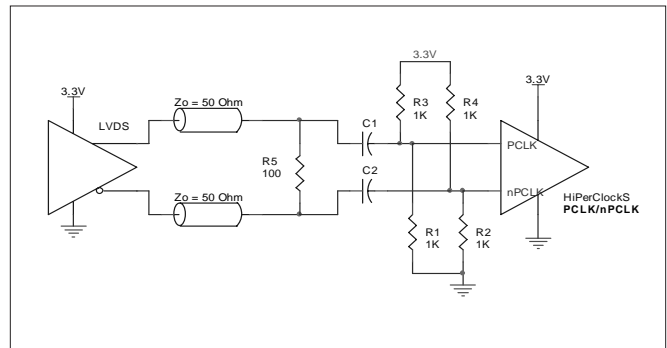 3.3V
LVDS
Zo = 50 Ohm
Zo = 50 Ohm
R5
100
C1
C2
3.3V
R3
1K
R4
1K
R1
1K
R2
1K
3.3V
PCLK
nPCLK
HiPerClockS
PCLK/nPCLK